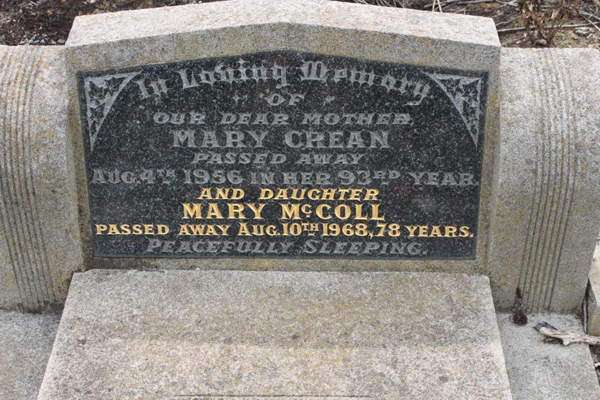 In Loving Memory
OF
OUR DEAR MOTHER
MARY CREAN
PASSED AWAY
AUG. 4TH 1956 IN HER 93RD YEAR.
AND DAUGHTER
MARY McCOLL
PASSED AWAY AUG. 10TH 1968, 78 YEARS.
PEACEFULLY SLEEPING.